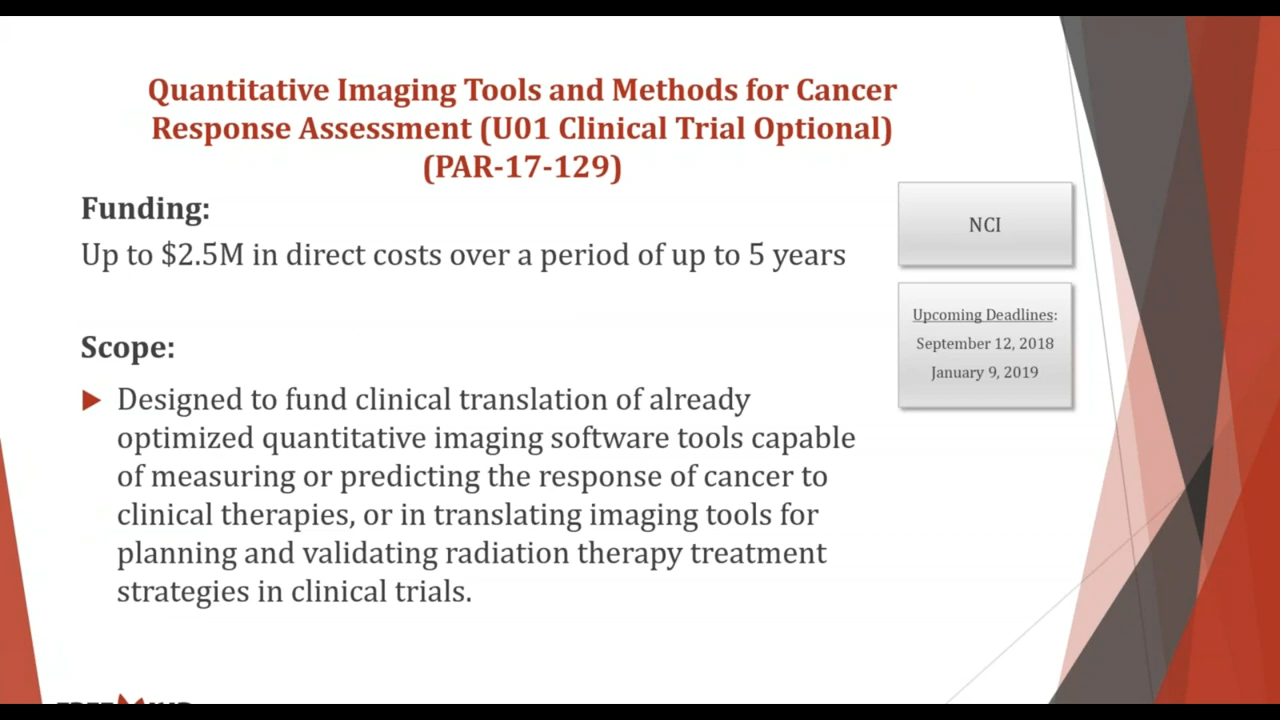 Quantitative Imaging Tools and Methods for Cancer
Response Assessment (U01 Clinical Trial Optional)
(PAR-17-129)
Funding:
Up to $2.5M in direct costs over a period of up to 5 years
Scope:
Designed to fund clinical translation of already
optimized quantitative imaging software tools capable
of measuring or predicting the response of cancer to
clinical therapies, or in translating imaging tools for
planning and validating radiation therapy treatment
strategies in clinical trials.
NCI
Upcoming Deadlines:
September 12, 2018
January 9, 2019